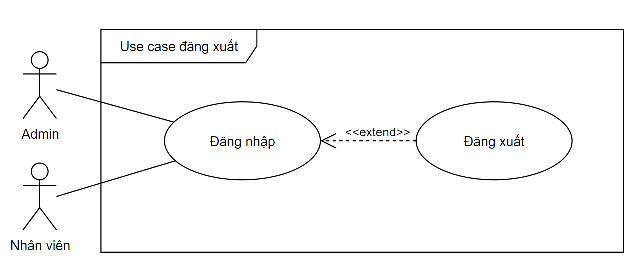 Use case đăng xuất
Admin
Đăng nhập
<<extend>>
Đăng xuất
Nhân viên